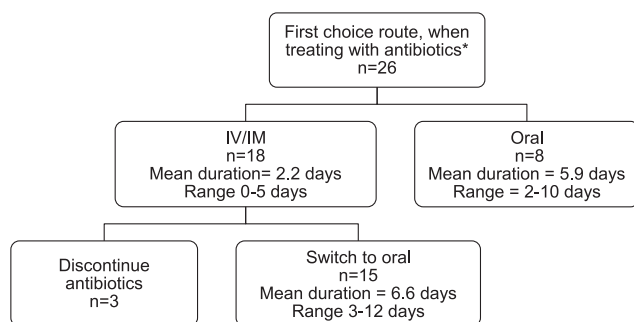 First choice route, when
treating with antibiotics*
n=26
IV/IM
n=18
Mean duration= 2.2 days
Range 0-5 days
Oral
n=8
Mean duration = 5.9 days
Range = 2-10 days
Discontinue
antibiotics
n=3
Switch to oral
n=15
Mean duration = 6.6 days
Range 3-12 days